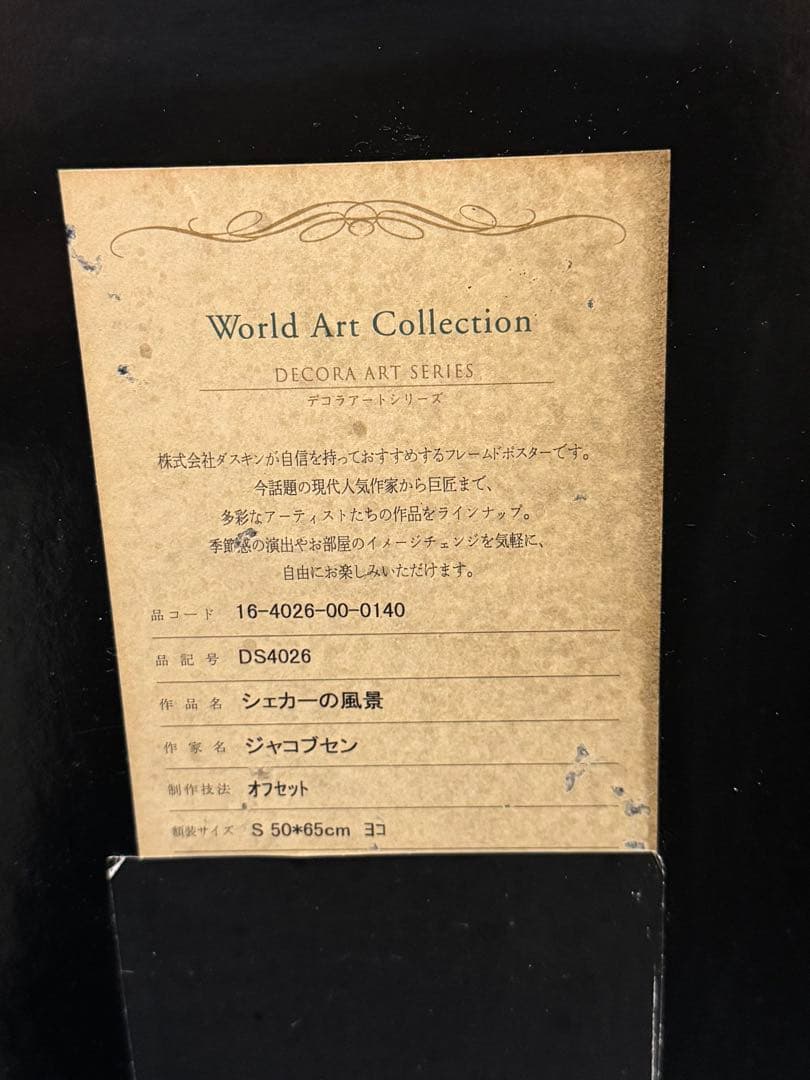 World Art Collection
DECORA ART SERIES
デコラアートシリーズ
株式会社ダスキンが自信を持っておすすめするフレームドポスターです。
今話題の現代人気作家から巨匠まで、
多彩なアーティストたちの作品をラインナップ。
季節感の演出やお部屋のイメージチェンジを気軽に、
自由にお楽しみいただけます。
品コード 16-4026-00-0140
品記号 DS4026
作品名 シェカーの風景
作家名 ジャコブセン
制作技法 オフセット
額装サイズ S 50*65cm ヨコ